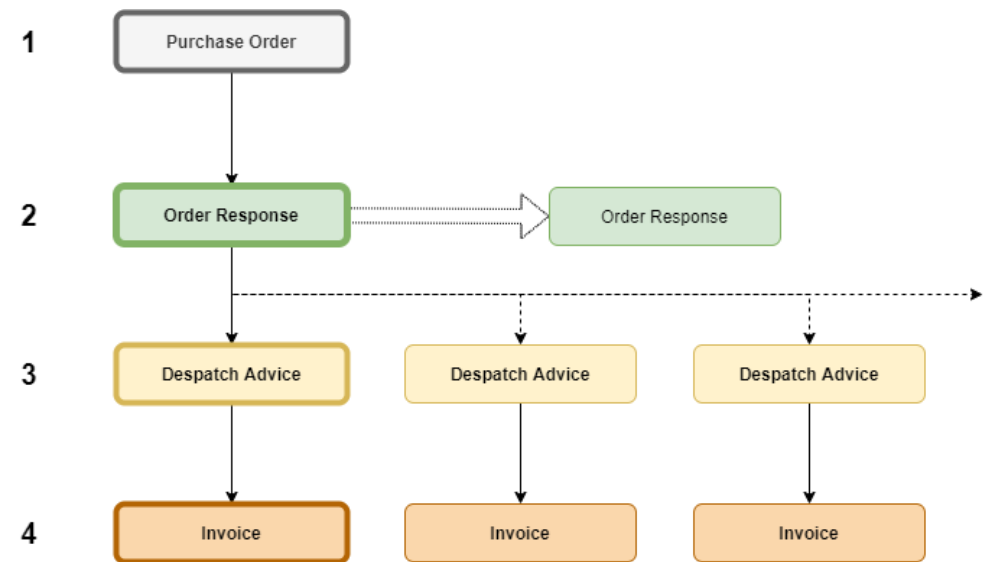 1
Purchase Order
2
Order Response
Order Response
3
Despatch Advice
Despatch Advice
Despatch Advice
4
Invoice
Invoice
Invoice